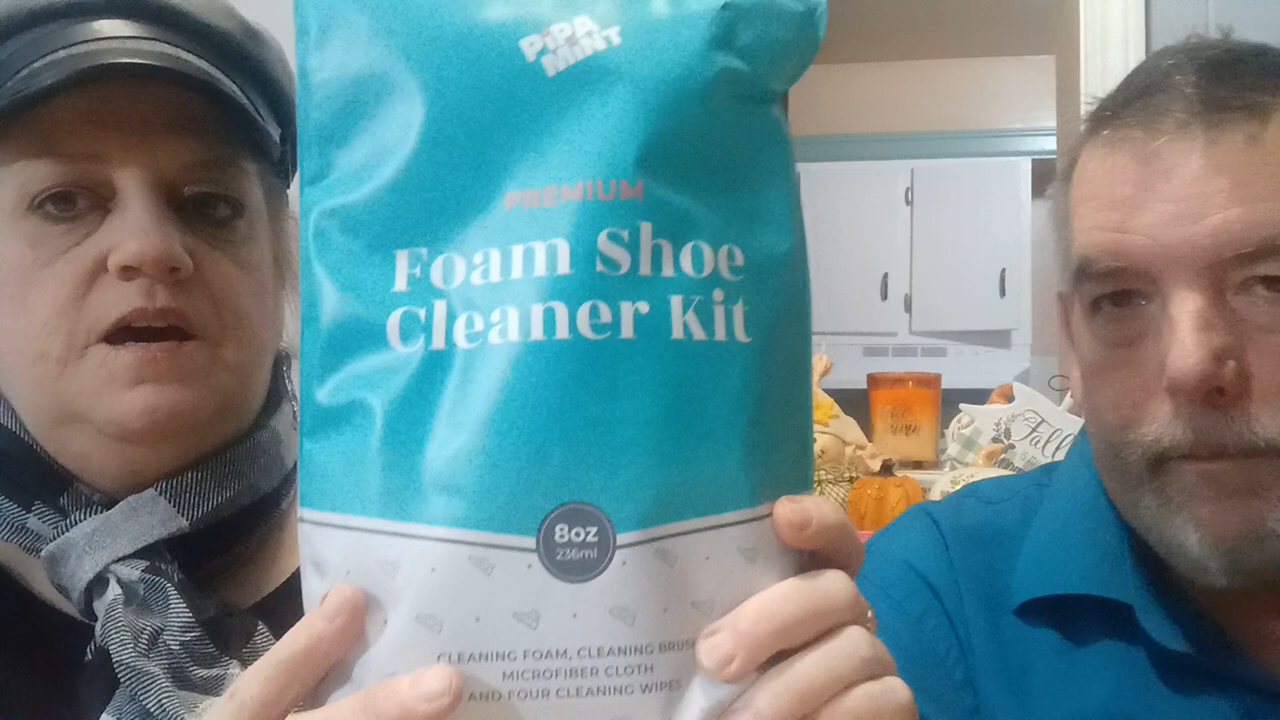 PiPA
MiNT
PREMIUM
Foam Shoe
Cleaner Kit
8oz
236ml
CLEANING FOAM, CLEANING BRUS
MICROFIBER CLOTH
AND FOUR CLEANING WIPES
Fall